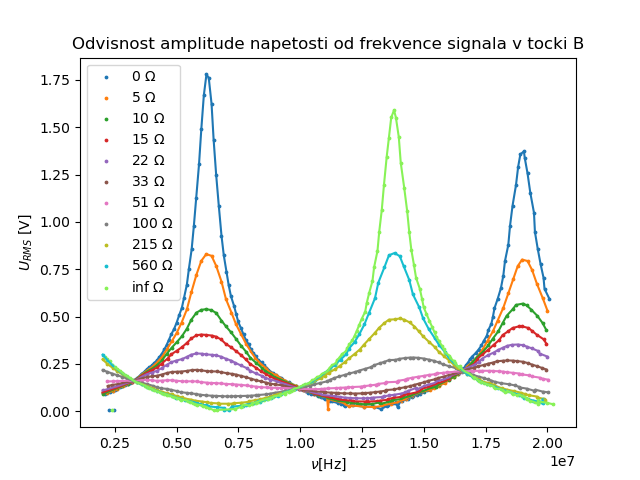 Odvisnost amplitude napetosti od frekvence signala v tocki B
1.75
1.50
1.25
1.00
0.75
0.50
0.25
0.00
U_RMS [V]
0 Ω
5 Ω
10 Ω
15 Ω
22 Ω
33 Ω
51 Ω
100 Ω
215 Ω
560 Ω
inf Ω
0.25 0.50 0.75 1.00 1.25 1.50 1.75 2.00
1e7
ν[Hz]